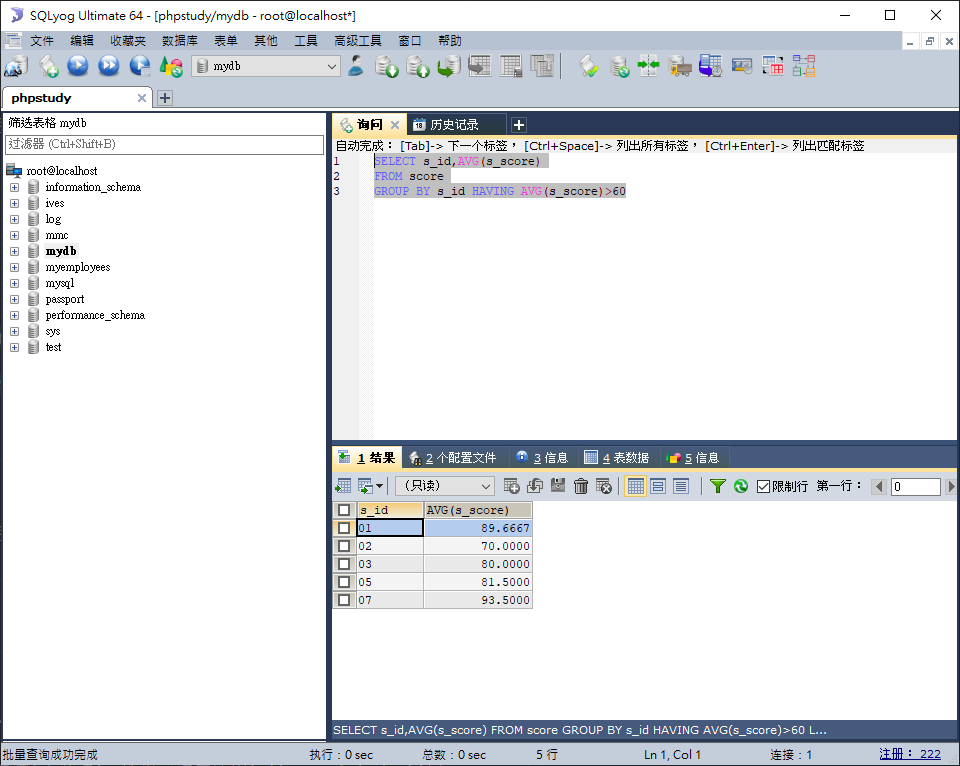 SQLyog Ultimate 64 - [phpstudy/mydb - root@localhost*]
文件 编辑 收藏夹 数据库 表单 其他 工具 高级工具 窗口 帮助
mydb
phpstudy
筛选表格 mydb
过滤器 (Ctrl+Shift+B)
root@localhost
information_schema
ives
log
mmc
mydb
myemployees
mysql
passport
performance_schema
sys
test
询问 历史记录
自动完成： [Tab]-> 下一个标签， [Ctrl+Space]-> 列出所有标签， [Ctrl+Enter]-> 列出匹配标签
1 SELECT s_id,AVG(s_score)
2 FROM score
3 GROUP BY s_id HAVING AVG(s_score)>60
1 结果 2 个配置文件 3 信息 4 表数据 5 信息
（只读） 限制行 第一行： 0
s_id AVG(s_score)
01 89.6667
02 70.0000
03 80.0000
05 81.5000
07 93.5000
SELECT s_id,AVG(s_score) FROM score GROUP BY s_id HAVING AVG(s_score)>60 L...
批量查询成功完成 执行：0 sec 总数：0 sec 5 行 Ln 1, Col 1 连接：1 注册： 222